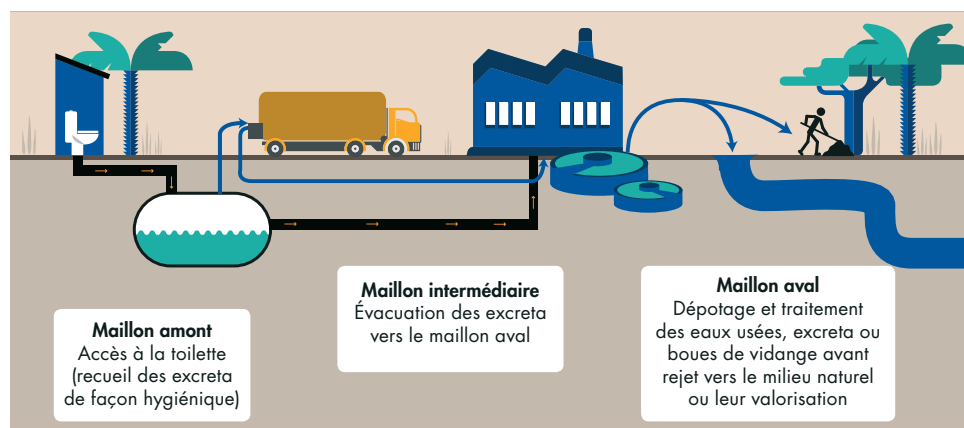 Maillon amont
Accès à la toilette
(recueil des excreta
de façon hygiénique)
Maillon intermédiaire
Évacuation des excreta
vers le maillon aval
Maillon aval
Dépotage et traitement
des eaux usées, excreta ou
boues de vidange avant
rejet vers le milieu naturel
ou leur valorisation